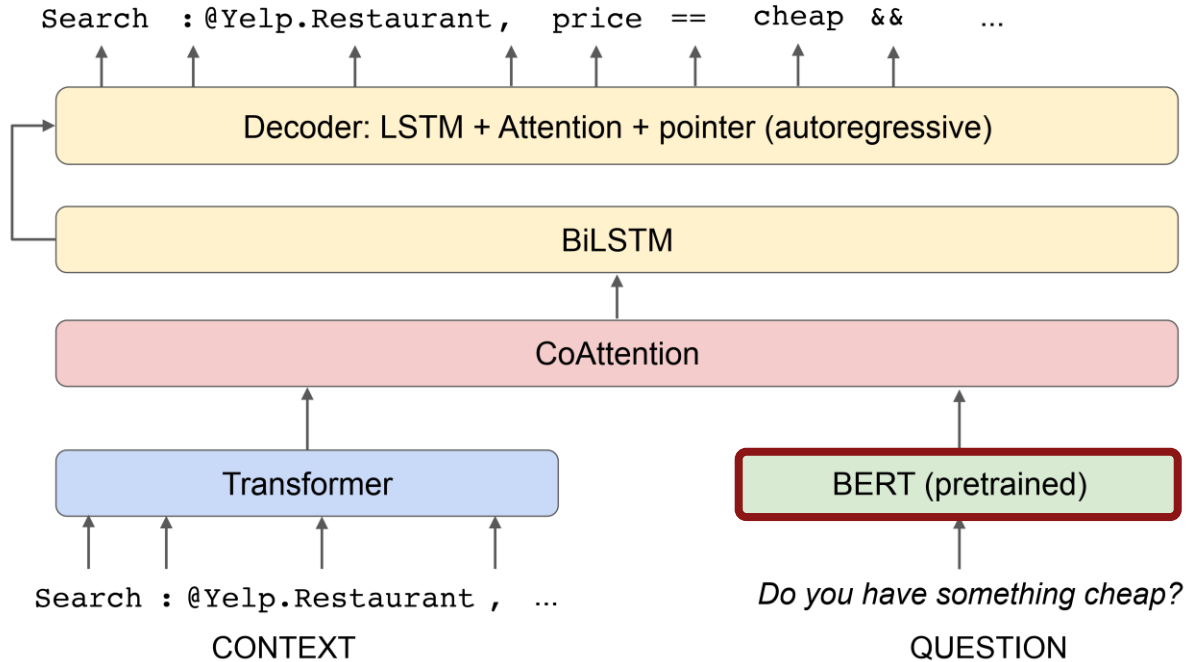 Search : @Yelp.Restaurant, price == cheap && ...
Decoder: LSTM + Attention + pointer (autoregressive)
BiLSTM
CoAttention
Transformer
BERT (pretrained)
Search : @Yelp.Restaurant , ...
Do you have something cheap?
CONTEXT
QUESTION